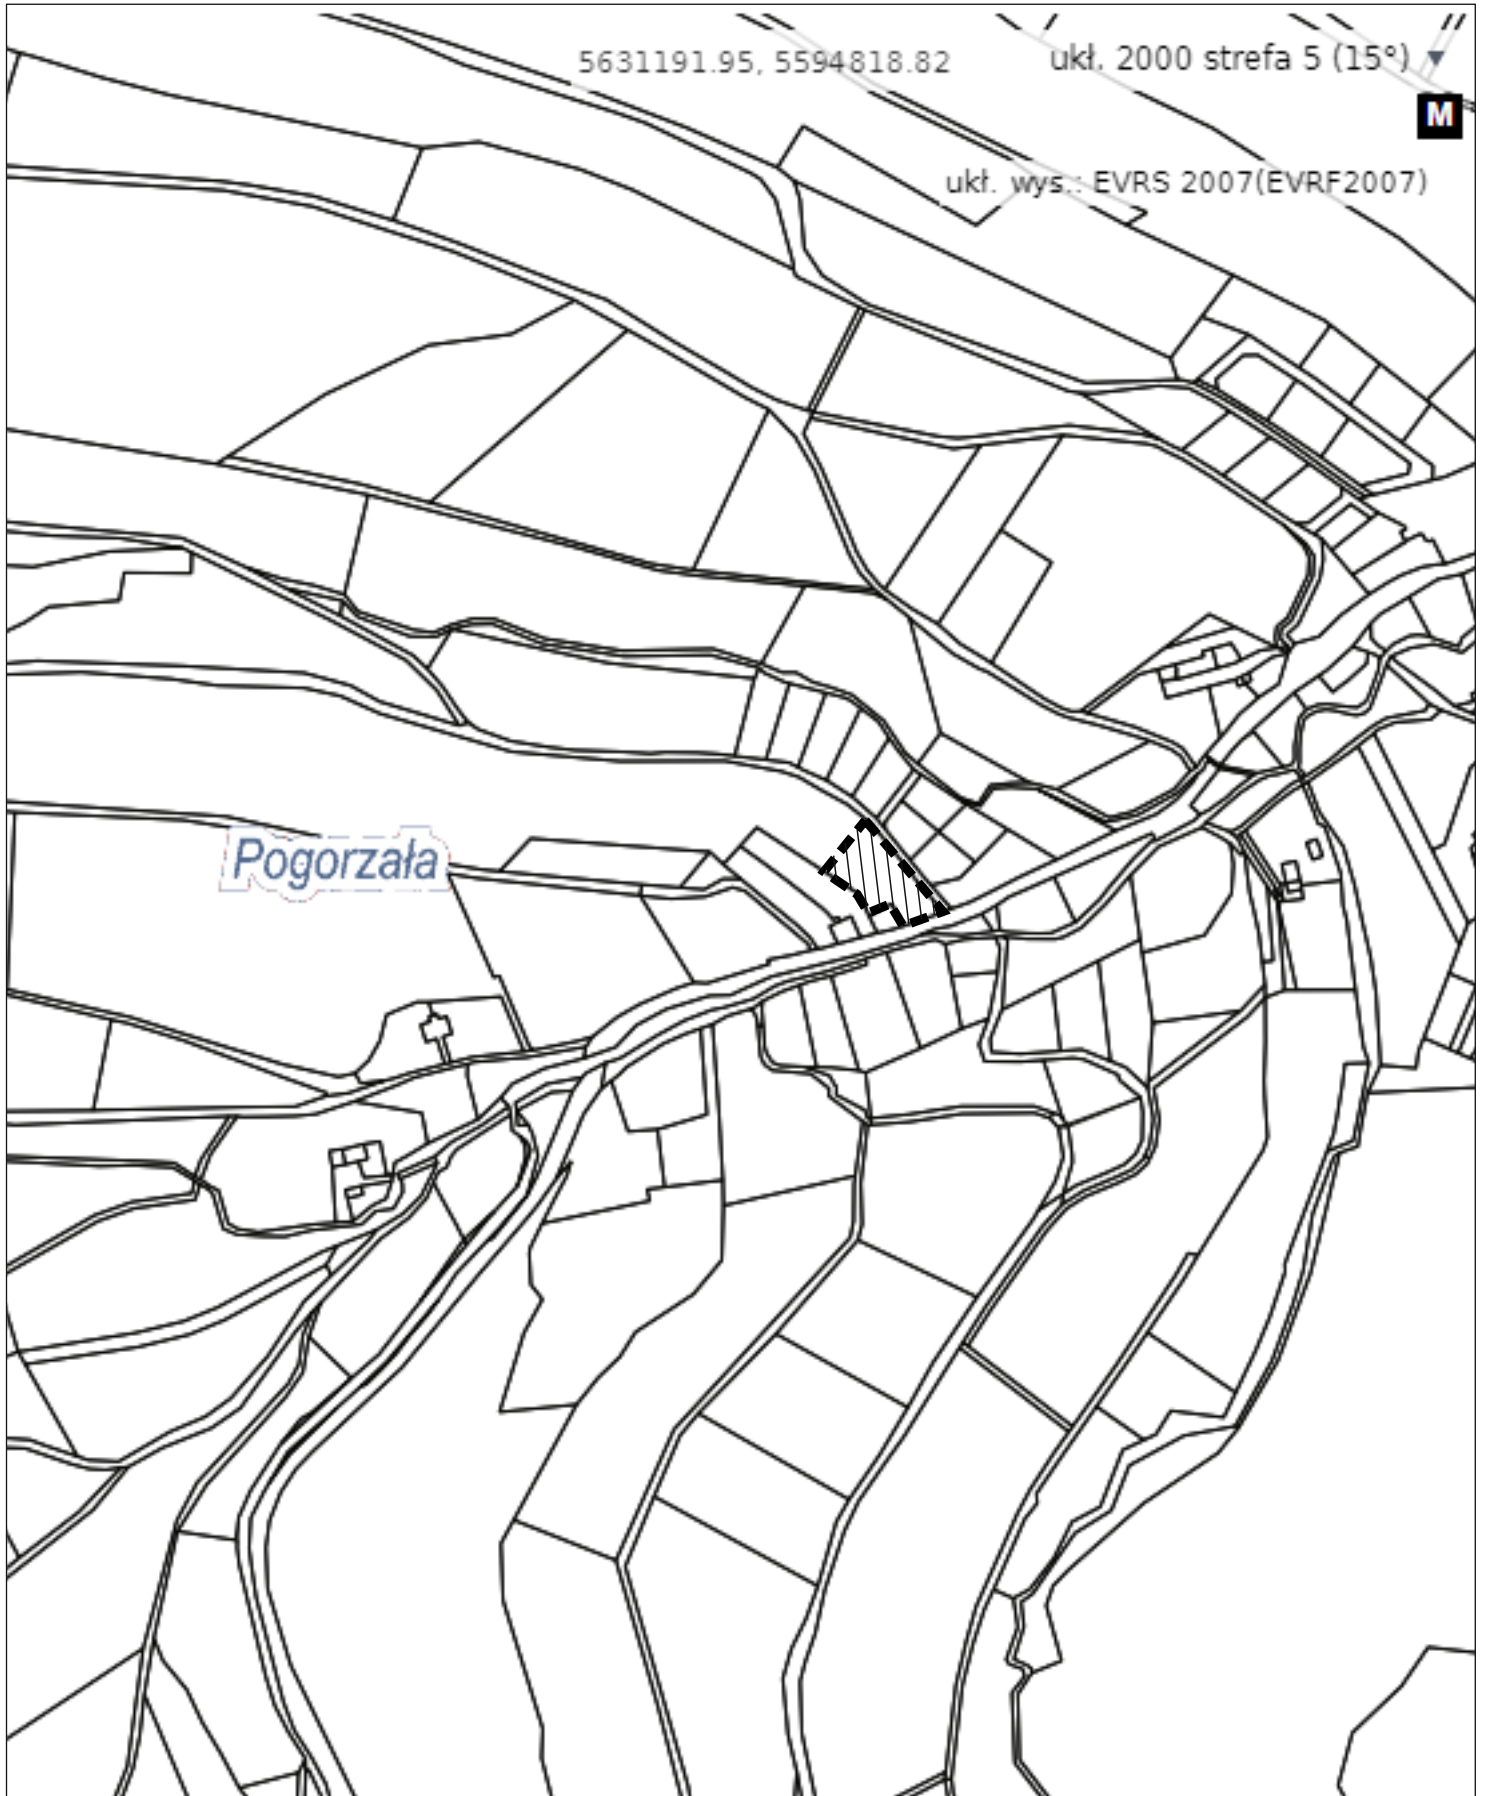 5631191.95, 5594818.82
ukł. 2000 strefa 5 (15°)
M
ukł. wys.: EVRS 2007(EVRF2007)
Pogorzała